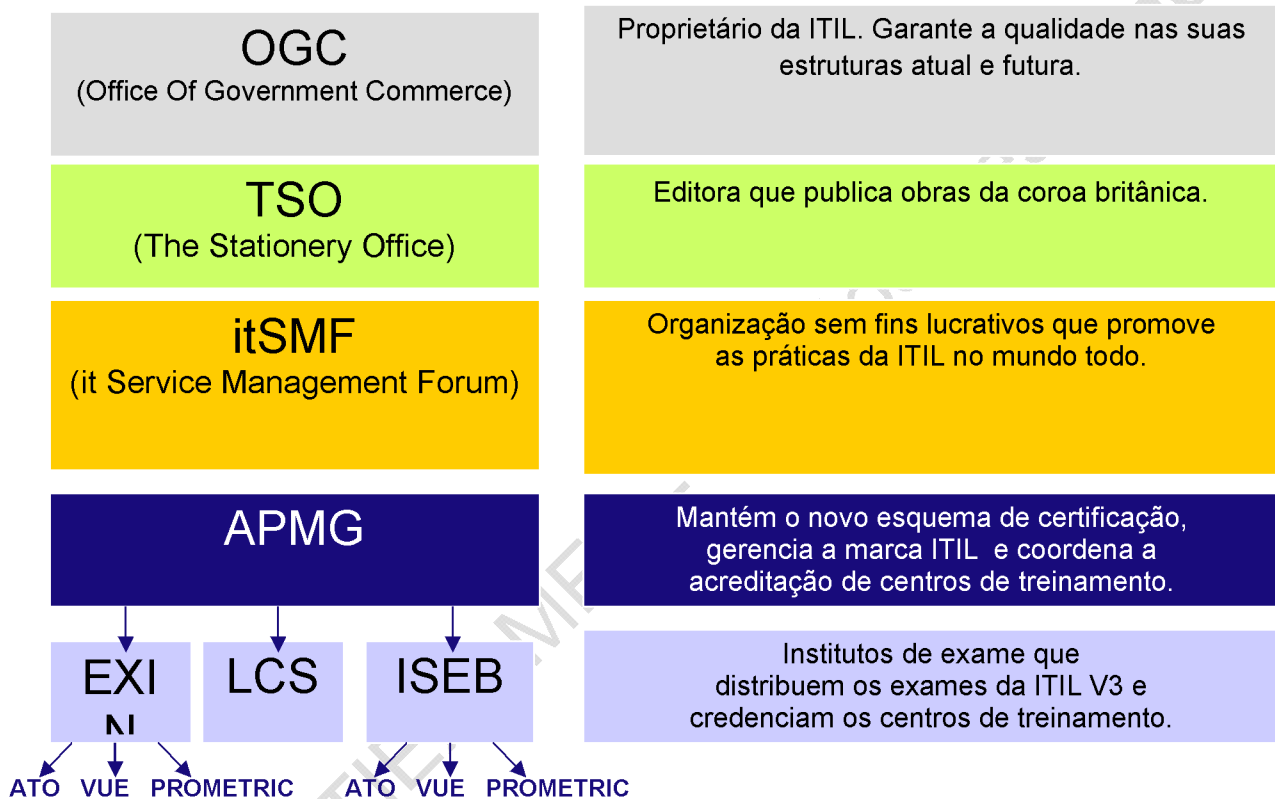 OGC
(Office Of Government Commerce)
Proprietário da ITIL. Garante a qualidade nas suas
estruturas atual e futura.
TSO
(The Stationery Office)
Editora que publica obras da coroa britânica.
itSMF
(it Service Management Forum)
Organização sem fins lucrativos que promove
as práticas da ITIL no mundo todo.
APMG
Mantém o novo esquema de certificação,
gerencia a marca ITIL e coordena a
acreditação de centros de treinamento.
EXI
N
LCS
ISEB
Institutos de exame que
distribuem os exames da ITIL V3 e
credenciam os centros de treinamento.
ATO VUE PROMETRIC ATO VUE PROMETRIC